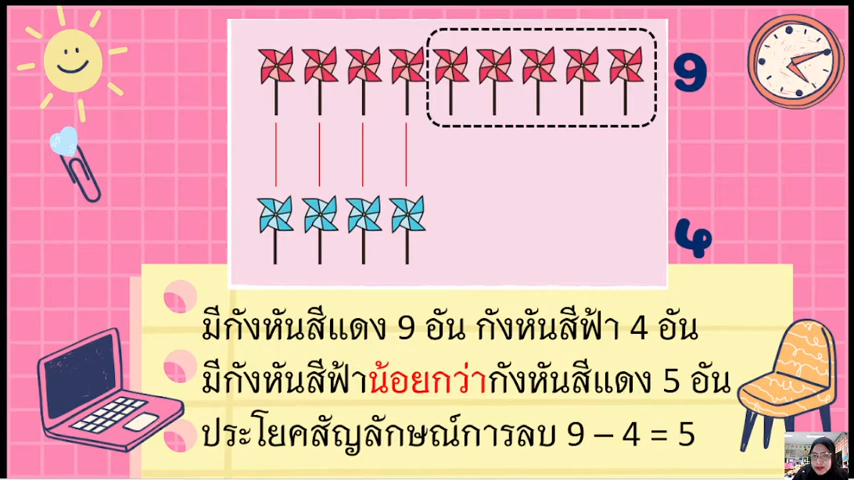 9
4
มีกังหันสีแดง 9 อัน กังหันสีฟ้า 4 อัน
มีกังหันสีฟ้าน้อยกว่ากังหันสีแดง 5 อัน
ประโยคสัญลักษณ์การลบ 9 – 4 = 5